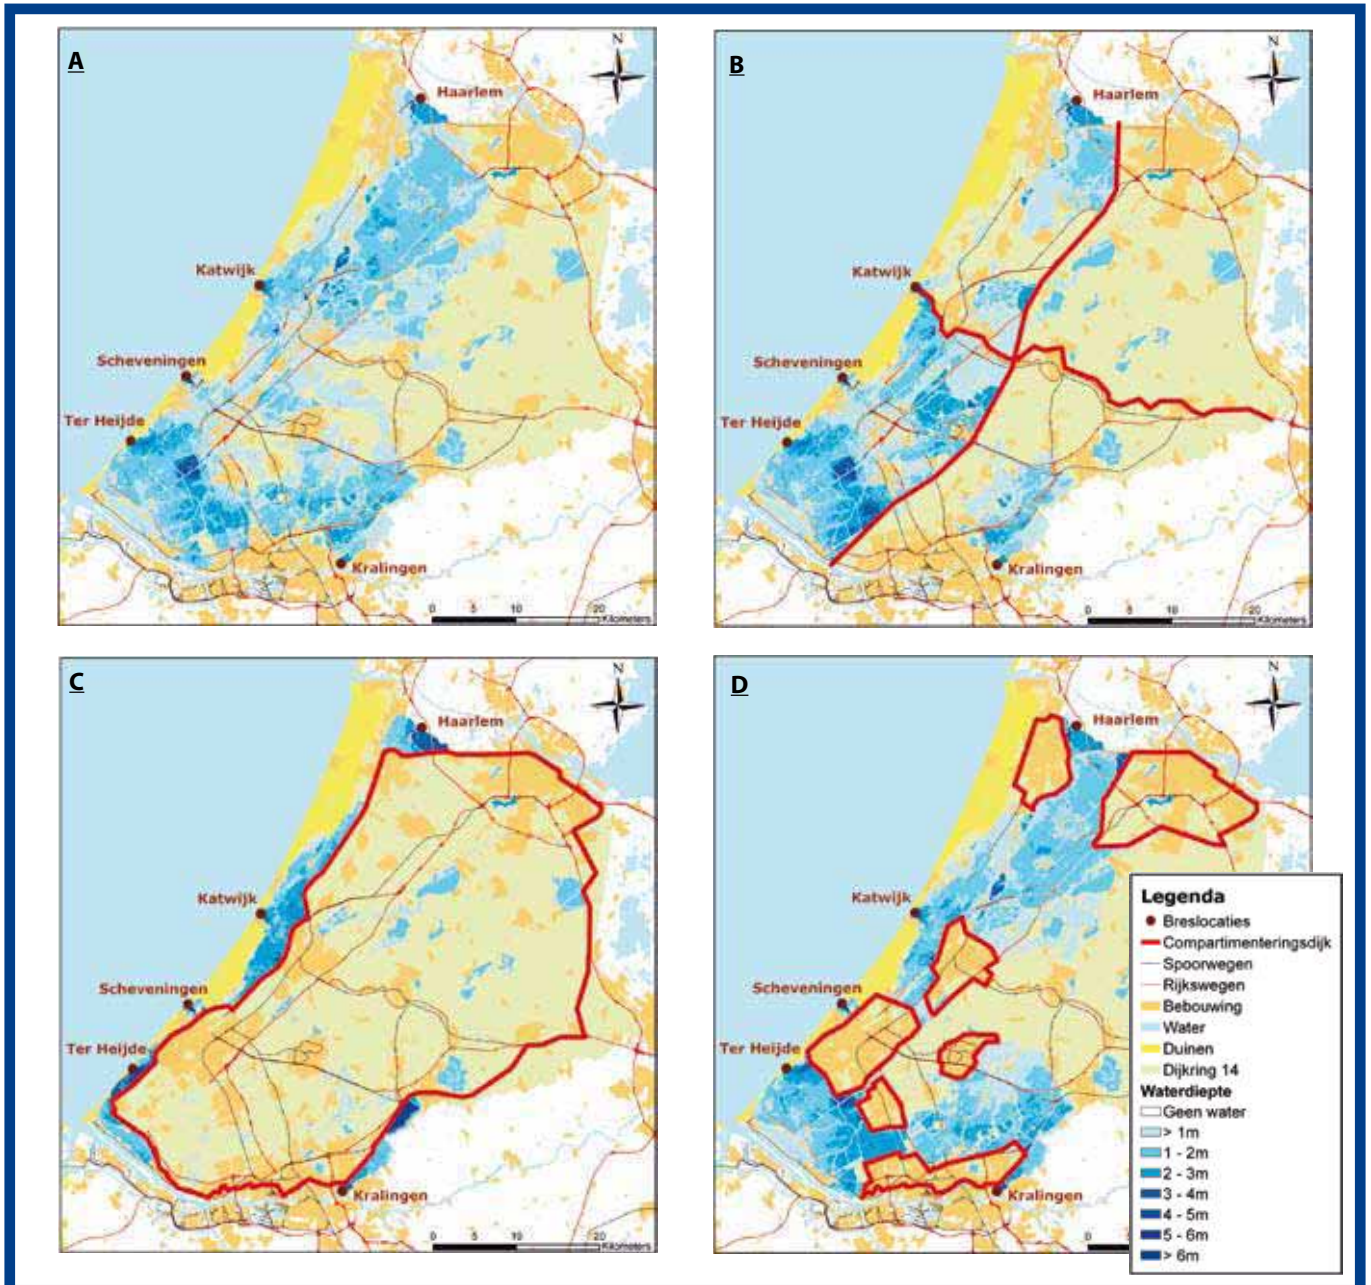 A
N
Haarlem
Katwijk
Scheveningen
Ter Heijde
Kralingen
0 5 10 20
Kilometers
B
N
Haarlem
Katwijk
Scheveningen
Ter Heijde
Kralingen
0 5 10 20
Kilometers
C
N
Haarlem
Katwijk
Scheveningen
Ter Heijde
Kralingen
0 5 10 20
Kilometers
D
N
Haarlem
Katwijk
Scheveningen
Ter Heijde
Kralingen
0 5
Legenda
Breslocaties
Compartimenteringsdijk
Spoorwegen
Rijkswegen
Bebouwing
Water
Duinen
Dijkring 14
Waterdiepte
Geen water
> 1m
1 - 2m
2 - 3m
3 - 4m
4 - 5m
5 - 6m
> 6m